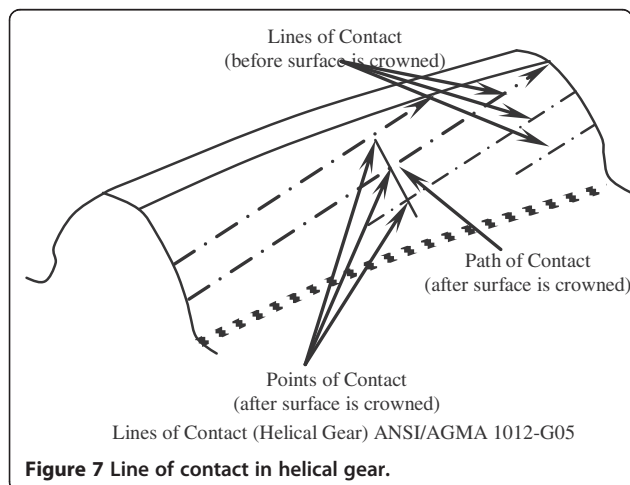 Lines of Contact
(before surface is crowned)
Path of Contact
(after surface is crowned)
Points of Contact
(after surface is crowned)
Lines of Contact (Helical Gear) ANSI/AGMA 1012-G05
Figure 7 Line of contact in helical gear.